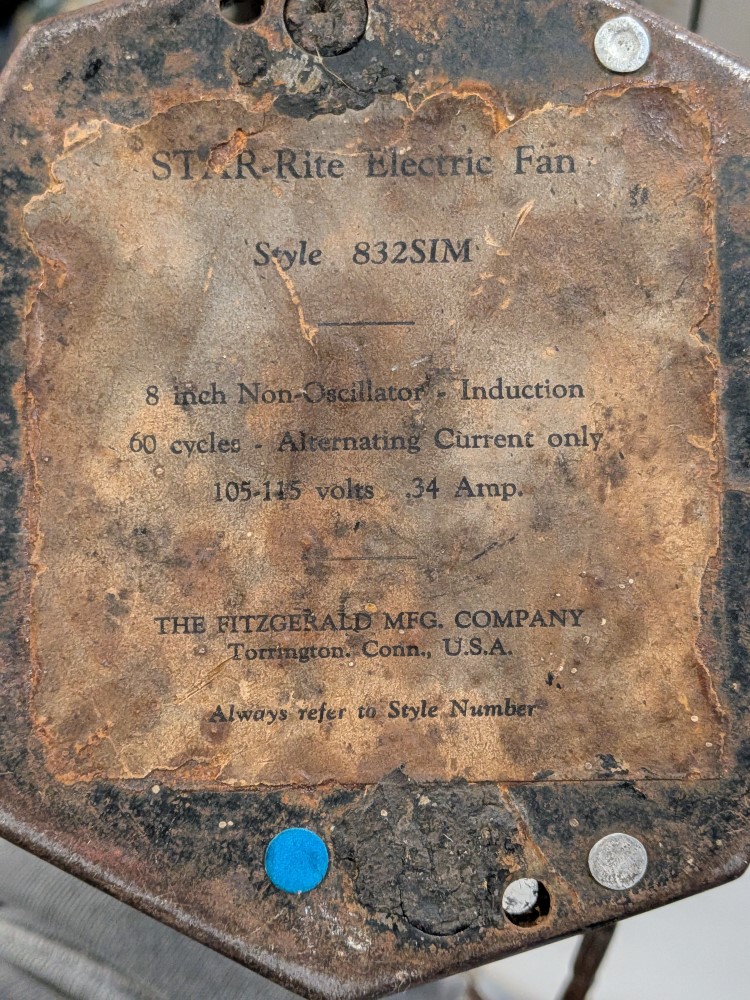 STAR-Rite Electric Fan
Style 832SIM
8 inch Non-Oscillator - Induction
60 cycles - Alternating Current only
105-115 volts .34 Amp.
THE FITZGERALD MFG. COMPANY
Torrington. Conn., U.S.A.
Always refer to Style Number